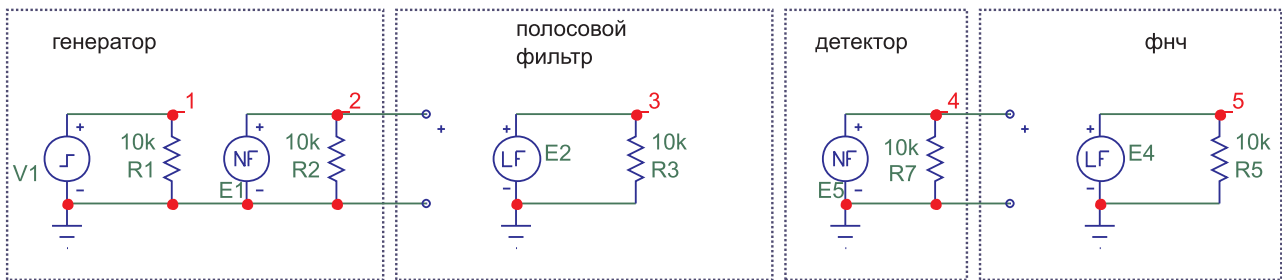 генератор
полосовой
фильтр
детектор
фнч
1
2
3
4
5
+
+
+
+
+
+
+
V1
10k
R1
NF
E1
10k
R2
LF
E2
10k
R3
NF
E5
10k
R7
LF
E4
10k
R5
−
−
−
−
−